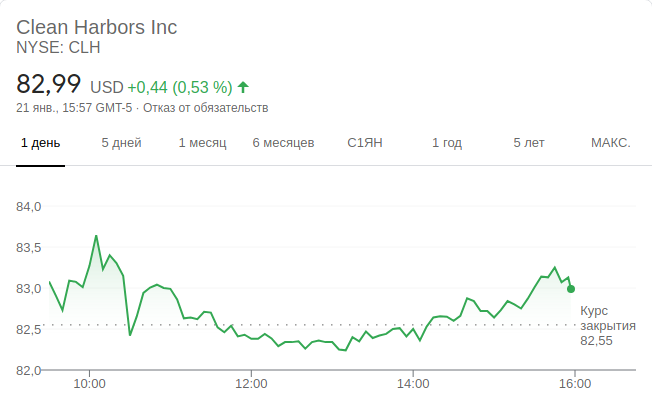 Clean Harbors Inc
NYSE: CLH
82,99 USD +0,44 (0,53 %)
21 янв., 15:57 GMT-5 · Отказ от обязательств
1 день 5 дней 1 месяц 6 месяцев С1ЯН 1 год 5 лет МАКС.
84,0
83,5
83,0
82,5
82,0
Курс
закрытия
82,55
10:00 12:00 14:00 16:00